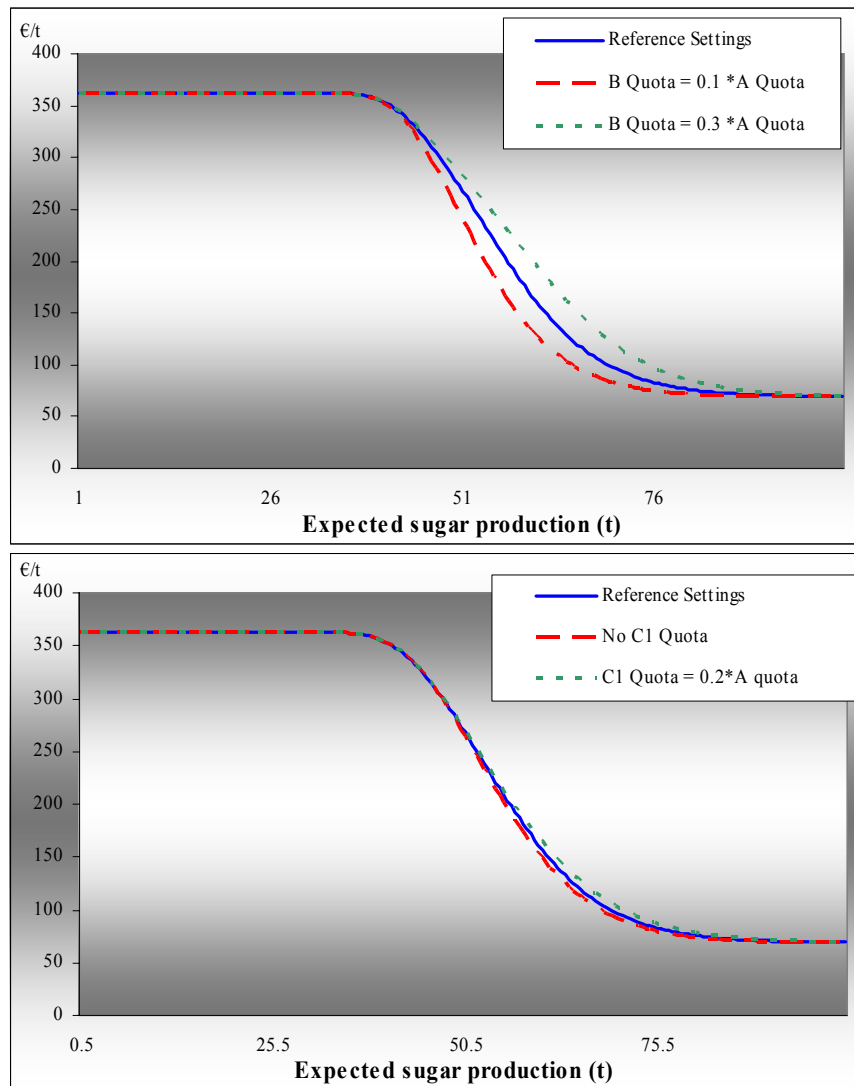 €/t
400
350
300
250
200
150
100
50
0
1 26 51 76
Expected sugar production (t)
Reference Settings
B Quota = 0.1 *A Quota
B Quota = 0.3 *A Quota
€/t
400
350
300
250
200
150
100
50
0
0.5 25.5 50.5 75.5
Expected sugar production (t)
Reference Settings
No C1 Quota
C1 Quota = 0.2*A quota